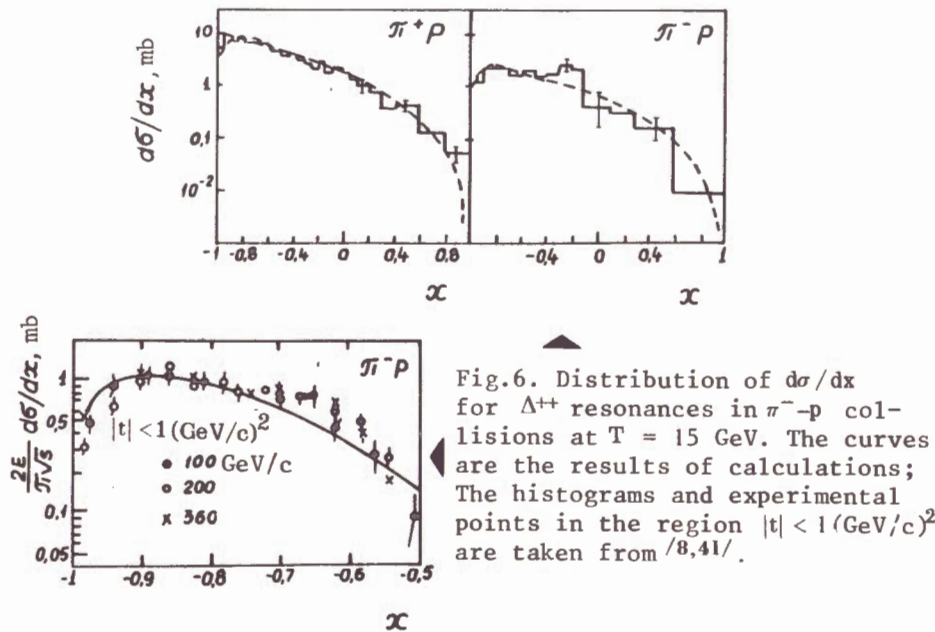 π⁺p
π⁻p
dσ/dx, mb
10
1
0,1
10⁻²
-1 -0,8 -0,4 0 0,4 0,8
-0,4 0 0,4 1
x
x
2E/π√s dσ/dx, mb
π⁻p
1
0,5
0,1
0,05
|t| < 1 (GeV/c)²
100 GeV/c
200
× 360
-1 -0,9 -0,8 -0,7 -0,6 -0,5
x
Fig.6. Distribution of dσ/dx
for Δ⁺⁺ resonances in π⁻-p col-
lisions at T = 15 GeV. The curves
are the results of calculations;
The histograms and experimental
points in the region |t| < 1(GeV/c)²
are taken from /8,41/.